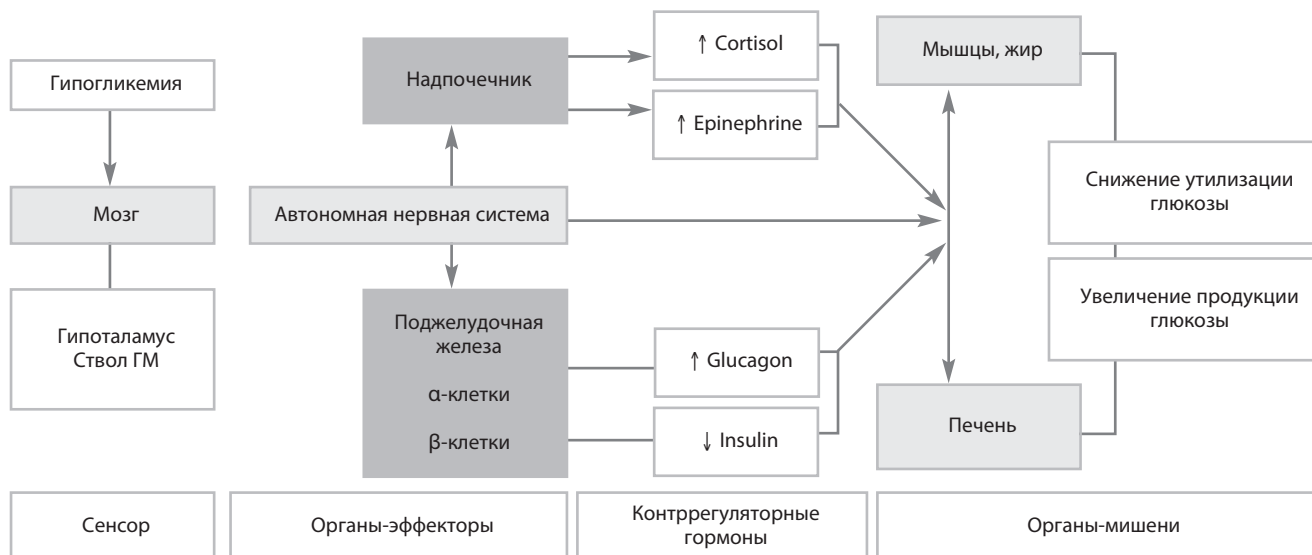 Гипогликемия
Мозг
Гипоталамус
Ствол ГМ
Сенсор
Надпочечник
Автономная нервная система
Поджелудочная
железа
α-клетки
β-клетки
Органы-эффекторы
↑ Cortisol
↑ Epinephrine
↑ Glucagon
↓ Insulin
Контррегуляторные
гормоны
Мышцы, жир
Снижение утилизации
глюкозы
Увеличение продукции
глюкозы
Печень
Органы-мишени